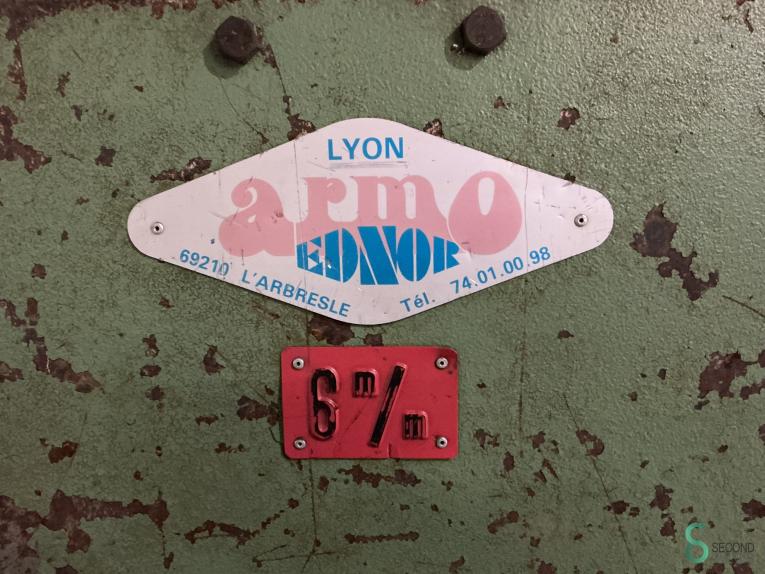 LYON
armo
EDNOR
69210 L'ARBRESLE Tél. 74.01.00.98
6 m/m
SECOND